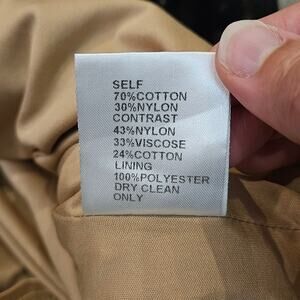 SELF
70%COTTON
30%NYLON
CONTRAST
43%NYLON
33%VISCOSE
24%COTTON
LINING
100%POLYESTER
DRY CLEAN
ONLY